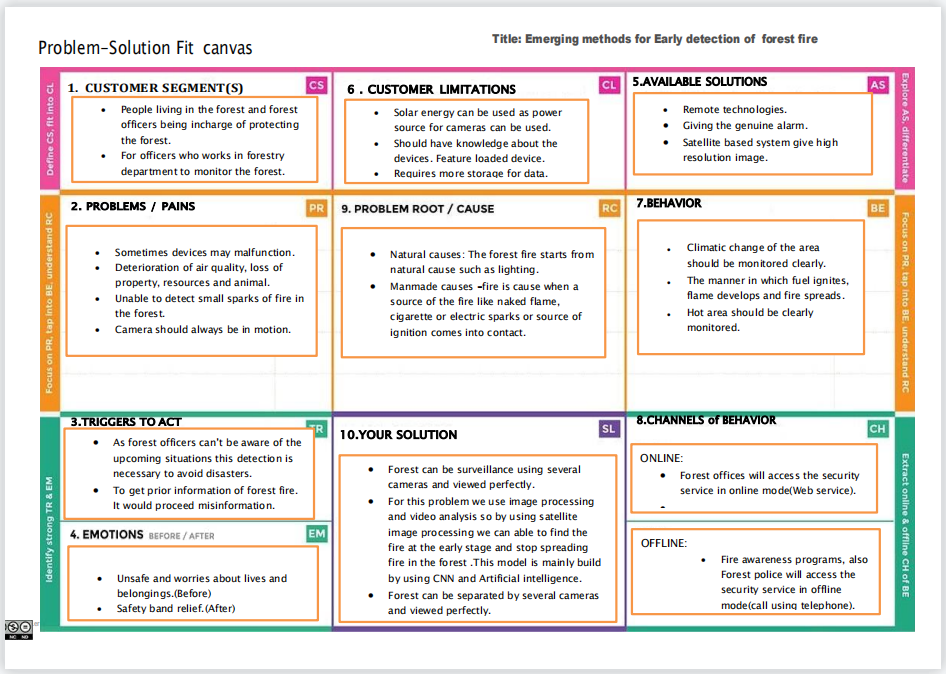 Problem-Solution Fit canvas
Title: Emerging methods for Early detection of forest fire
Define CS, fit into CL
1. CUSTOMER SEGMENT(S)
CS
• People living in the forest and forest
officers being incharge of protecting
the forest.
• For officers who works in forestry
department to monitor the forest.
6 . CUSTOMER LIMITATIONS
CL
• Solar energy can be used as power
source for cameras can be used.
• Should have knowledge about the
devices. Feature loaded device.
• Requires more storage for data.
5.AVAILABLE SOLUTIONS
AS
• Remote technologies.
• Giving the genuine alarm.
• Satellite based system give high
resolution image.
Explore AS, differentiate
Focus on PR, tap into BE, understand RC
2. PROBLEMS / PAINS
PR
• Sometimes devices may malfunction.
• Deterioration of air quality, loss of
property, resources and animal.
• Unable to detect small sparks of fire in
the forest.
• Camera should always be in motion.
9. PROBLEM ROOT / CAUSE
RC
• Natural causes: The forest fire starts from
natural cause such as lighting.
• Manmade causes –fire is cause when a
source of the fire like naked flame,
cigarette or electric sparks or source of
ignition comes into contact.
7.BEHAVIOR
BE
• Climatic change of the area
should be monitored clearly.
• The manner in which fuel ignites,
flame develops and fire spreads.
• Hot area should be clearly
monitored.
Focus on PR, tap into BE, understand RC
Identify strong TR & EM
3.TRIGGERS TO ACT
TR
• As forest officers can't be aware of the
upcoming situations this detection is
necessary to avoid disasters.
• To get prior information of forest fire.
It would proceed misinformation.
4. EMOTIONS BEFORE / AFTER
EM
• Unsafe and worries about lives and
belongings.(Before)
• Safety band relief.(After)
10.YOUR SOLUTION
SL
• Forest can be surveillance using several
cameras and viewed perfectly.
• For this problem we use image processing
and video analysis so by using satellite
image processing we can able to find the
fire at the early stage and stop spreading
fire in the forest .This model is mainly build
by using CNN and Artificial intelligence.
• Forest can be separated by several cameras
and viewed perfectly.
8.CHANNELS of BEHAVIOR
CH
ONLINE:
• Forest offices will access the security
service in online mode(Web service).
OFFLINE:
• Fire awareness programs, also
Forest police will access the
security service in offline
mode(call using telephone).
Extract online & offline CH of BE
cc
NC ND